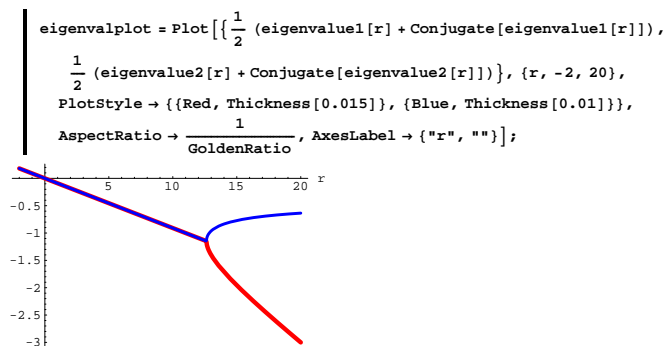 eigenvalplot = Plot[{1/2 (eigenvalue1[r] + Conjugate[eigenvalue1[r]]),
1/2 (eigenvalue2[r] + Conjugate[eigenvalue2[r]])}, {r, -2, 20},
PlotStyle → {{Red, Thickness[0.015]}, {Blue, Thickness[0.01]}},
AspectRatio → 1/GoldenRatio, AxesLabel → {"r", ""}];
5 10 15 20 r
-0.5
-1
-1.5
-2
-2.5
-3